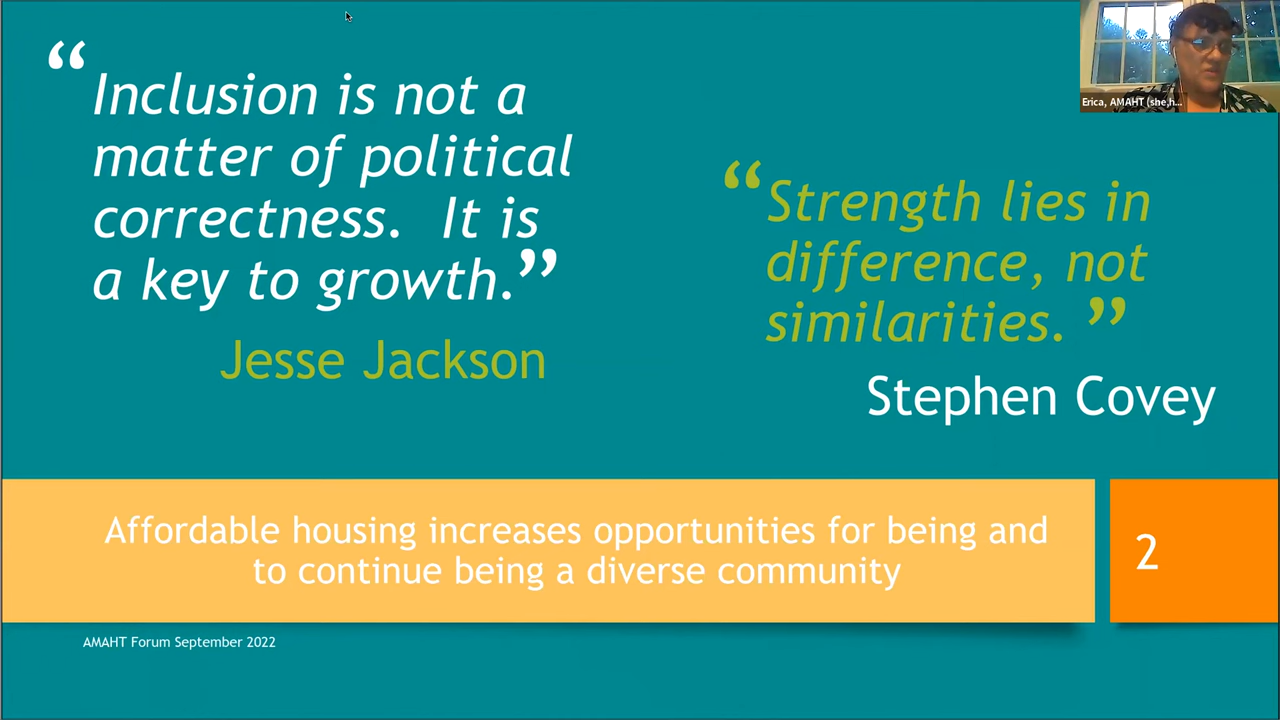 “Inclusion is not a
matter of political
correctness.  It is
a key to growth.”
Jesse Jackson
“Strength lies in
difference, not
similarities. ”
Stephen Covey
Affordable housing increases opportunities for being and
to continue being a diverse community
2
AMAHT Forum September 2022
Erica, AMAHT (she,h...